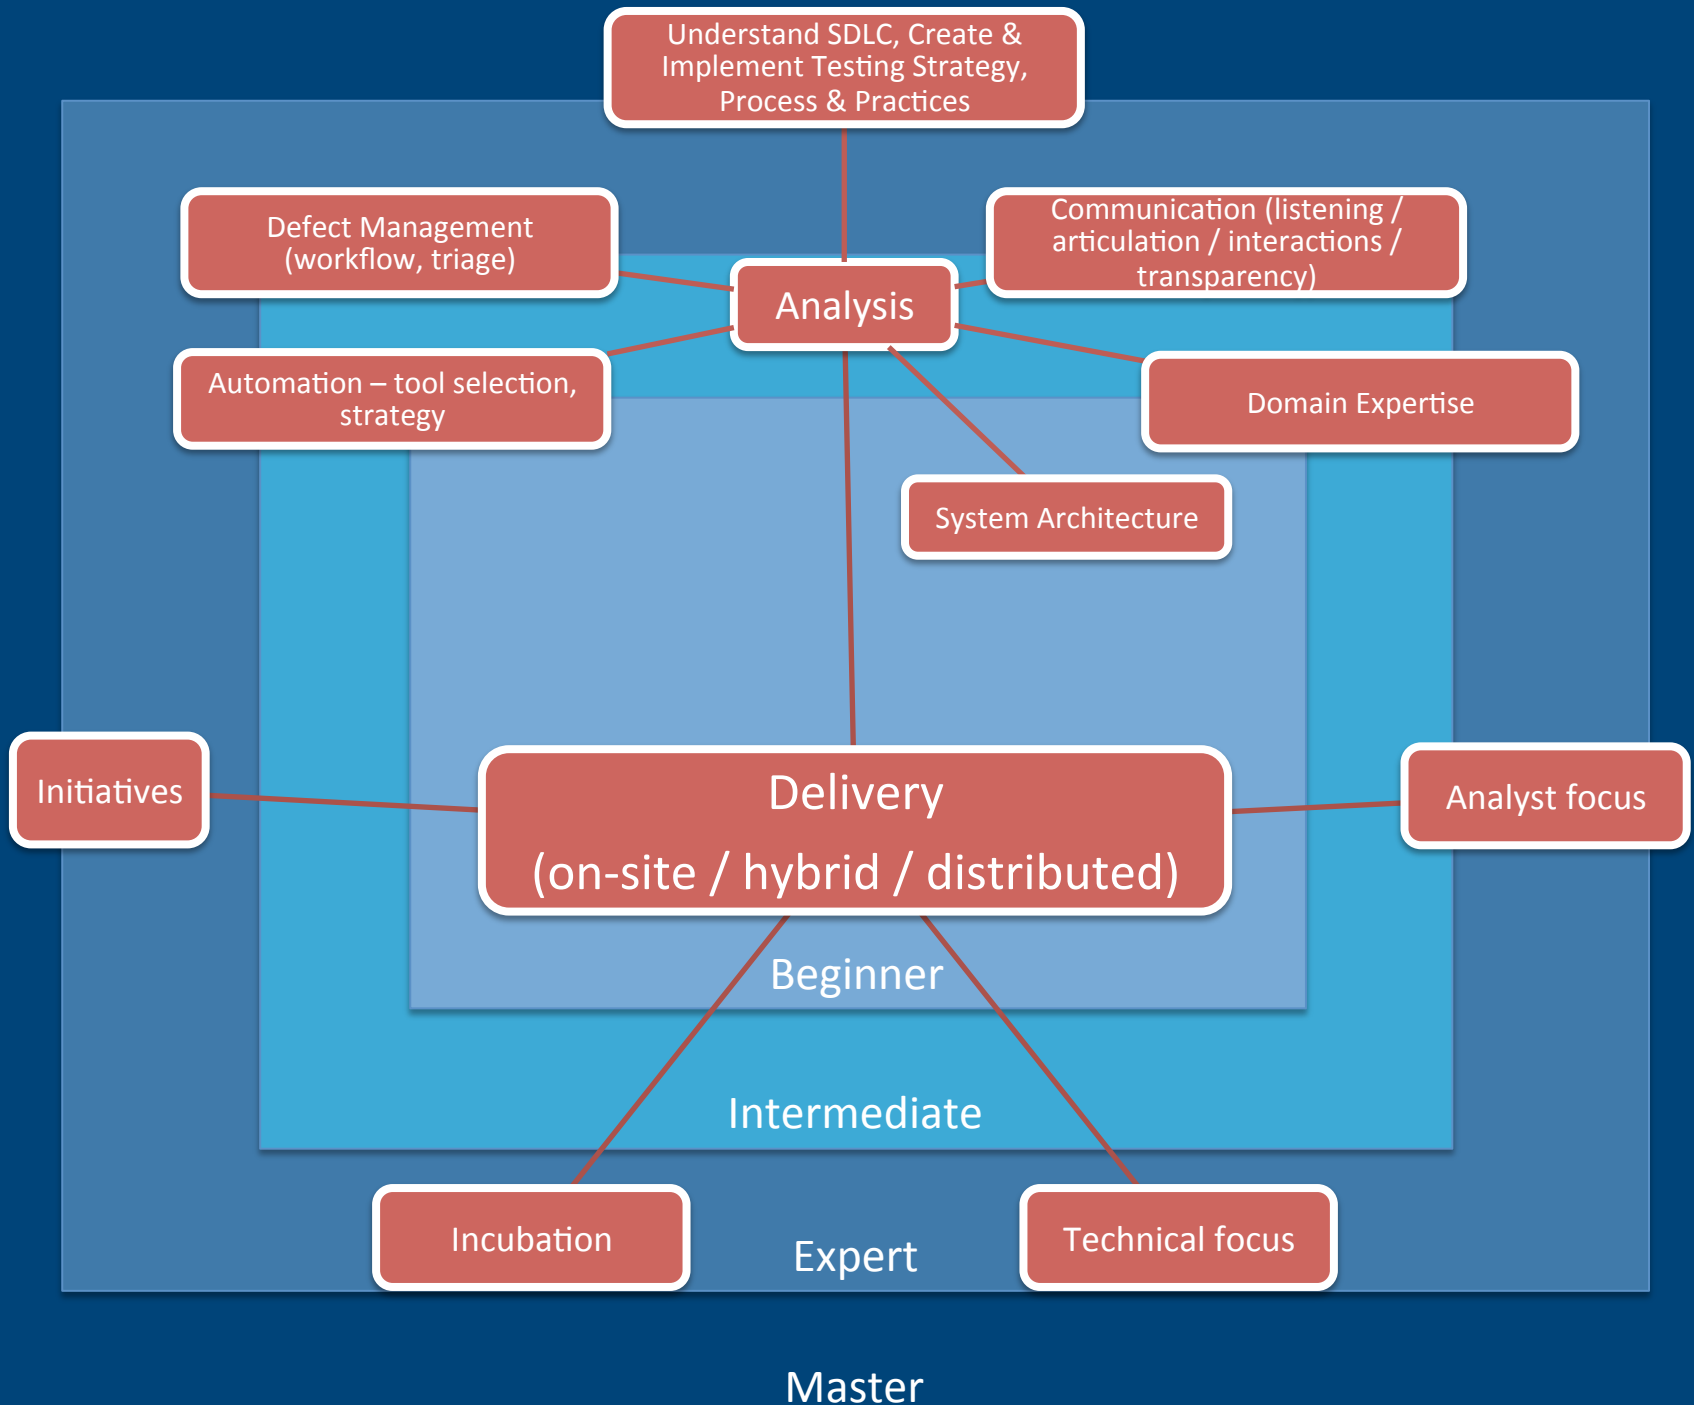 Understand SDLC, Create &
Implement Testing Strategy,
Process & Practices
Defect Management
(workflow, triage)
Communication (listening /
articulation / interactions /
transparency)
Analysis
Automation – tool selection,
strategy
Domain Expertise
System Architecture
Initiatives
Delivery
(on-site / hybrid / distributed)
Analyst focus
Beginner
Intermediate
Incubation
Technical focus
Expert
Master